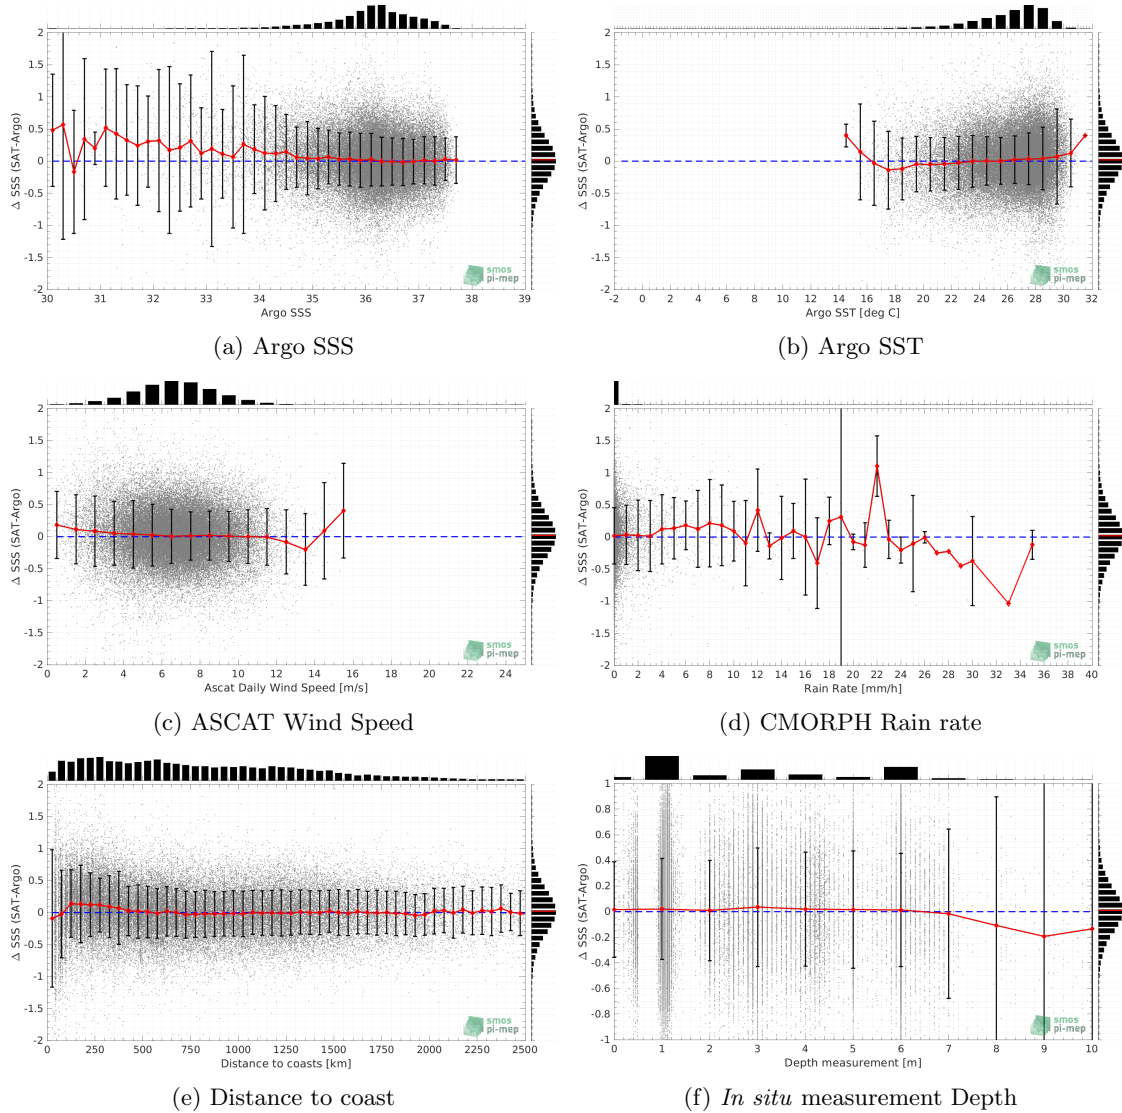 2
1.5
1
0.5
0
-0.5
-1
-1.5
-2
Δ SSS (SAT-Argo)
30 31 32 33 34 35 36 37 38 39
Argo SSS
smos
pi-mep
(a) Argo SSS
2
1.5
1
0.5
0
-0.5
-1
-1.5
-2
Δ SSS (SAT-Argo)
-2 0 2 4 6 8 10 12 14 16 18 20 22 24 26 28 30 32
Argo SST [deg C]
smos
pi-mep
(b) Argo SST
2
1.5
1
0.5
0
-0.5
-1
-1.5
-2
Δ SSS (SAT-Argo)
0 2 4 6 8 10 12 14 16 18 20 22 24
Ascat Daily Wind Speed [m/s]
smos
pi-mep
(c) ASCAT Wind Speed
2
1.5
1
0.5
0
-0.5
-1
-1.5
-2
Δ SSS (SAT-Argo)
0 2 4 6 8 10 12 14 16 18 20 22 24 26 28 30 32 34 36 38 40
Rain Rate [mm/h]
smos
pi-mep
(d) CMORPH Rain rate
2
1.5
1
0.5
0
-0.5
-1
-1.5
-2
Δ SSS (SAT-Argo)
0 250 500 750 1000 1250 1500 1750 2000 2250 2500
Distance to coasts [km]
smos
pi-mep
(e) Distance to coast
1
0.8
0.6
0.4
0.2
0
-0.2
-0.4
-0.6
-0.8
-1
Δ SSS (SAT-Argo)
0 1 2 3 4 5 6 7 8 9 10
Depth measurement [m]
smos
pi-mep
(f) In situ measurement Depth